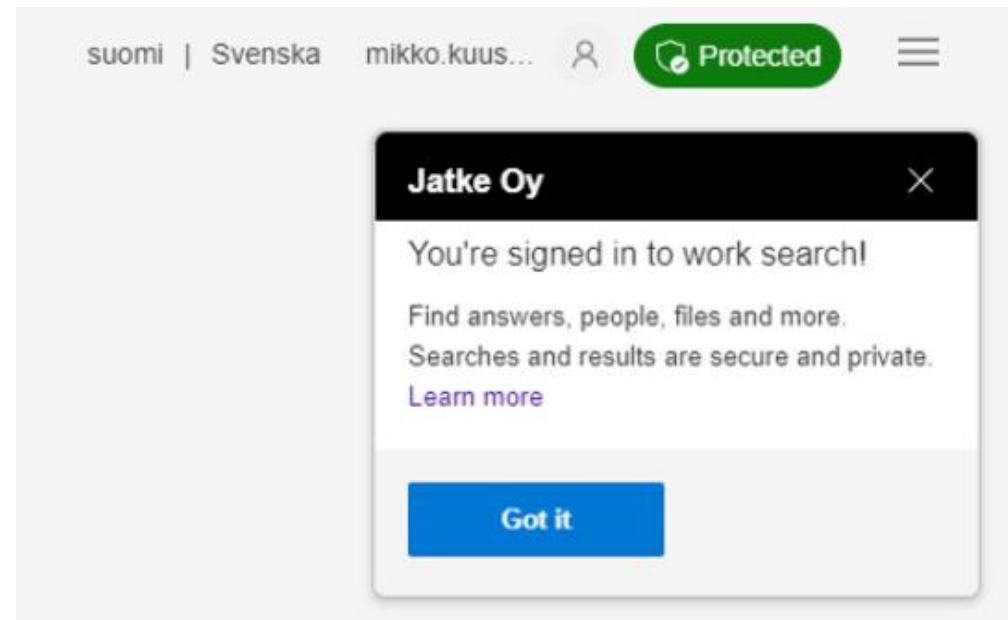 suomi | Svenska mikko.kuus... Protected
Jatke Oy
You're signed in to work search!
Find answers, people, files and more.
Searches and results are secure and private.
Learn more
Got it